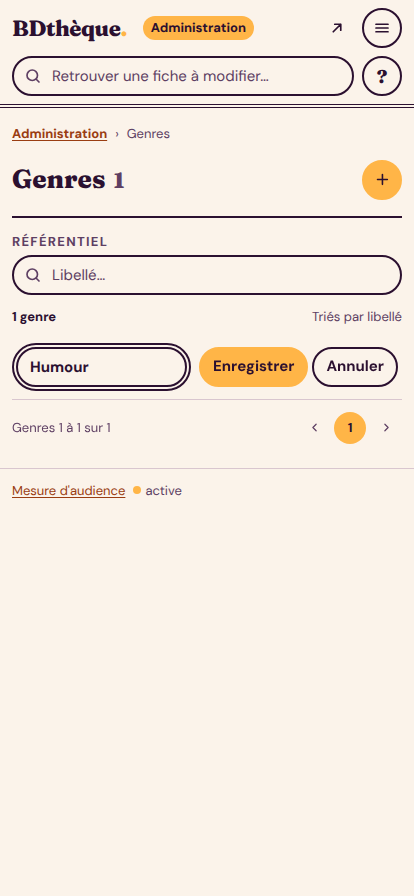 BDthèque. Administration
Retrouver une fiche à modifier… ?
Administration › Genres
Genres 1 +
RÉFÉRENTIEL
Libellé…
1 genre Triés par libellé
Humour Enregistrer Annuler
Genres 1 à 1 sur 1 ‹ 1 ›
Mesure d'audience active